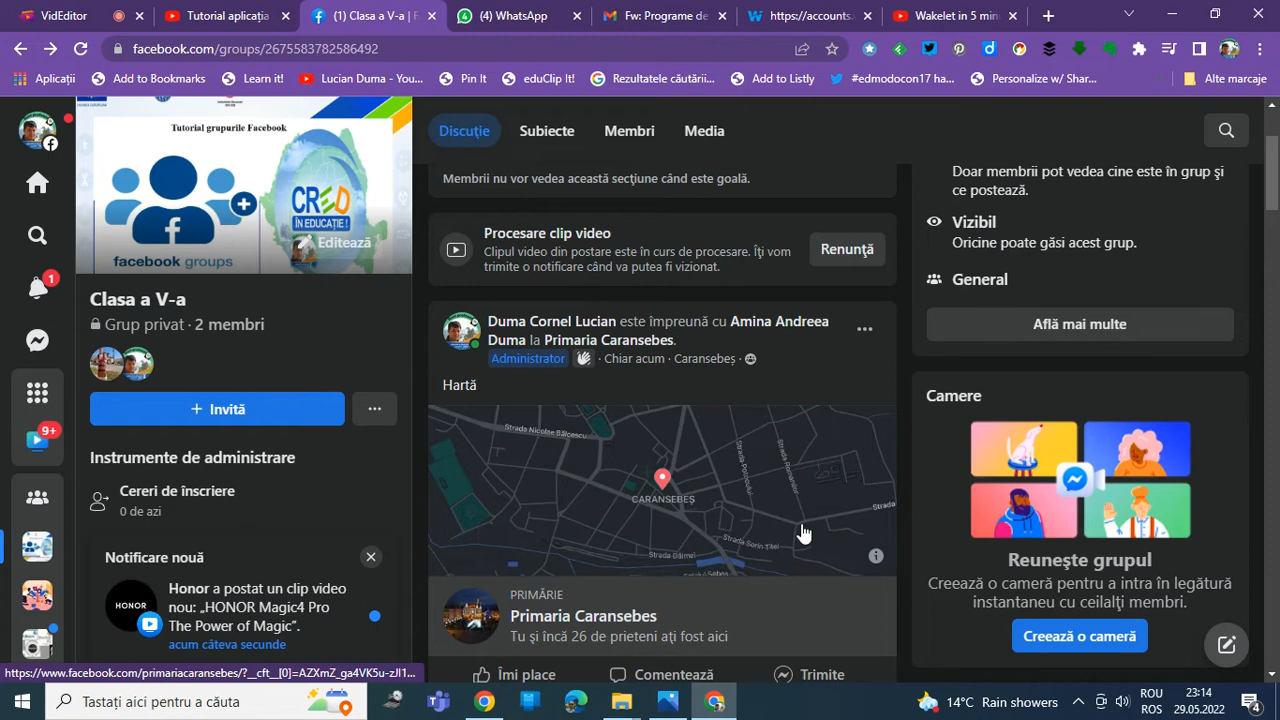 Tutorial aplicația
(1) Clasa a V-a | F
(4) WhatsApp
Fw: Programe de
https://accounts.
Wakelet in 5 min
facebook.com/groups/2675583782586492
Aplicații
Add to Bookmarks
Learn it!
Lucian Duma - You...
Pin It
eduClip It!
Rezultatele căutării...
Add to Listly
#edmodocon17 ha...
Personalize w/ Shar...
Alte marcaje
Tutorial grupurile Facebook
CRED
ÎN EDUCAȚIE !
Editează
facebook groups
Clasa a V-a
Grup privat · 2 membri
+ Invită
Instrumente de administrare
Cereri de înscriere
0 de azi
Notificare nouă
HONOR
Honor a postat un clip video
nou: „HONOR Magic4 Pro
The Power of Magic”.
acum câteva secunde
1
9+
Discuție
Subiecte
Membri
Media
Membrii nu vor vedea această secțiune când este goală.
Procesare clip video
Clipul video din postare este in curs de procesare. Îți vom
trimite o notificare când va putea fi vizionat.
Renunță
Duma Cornel Lucian este împreună cu Amina Andreea
Duma la Primaria Caransebes.
Administrator · Chiar acum · Caransebeș ·
Hartă
Strada Nicolae Bălcescu
CARANSEBEȘ
Strada
PRIMĂRIE
Primaria Caransebes
Tu și încă 26 de prieteni ați fost aici
Îmi place
Comentează
Trimite
Doar membrii pot vedea cine este în grup și
ce postează.
Vizibil
Oricine poate găsi acest grup.
General
Află mai multe
Camere
Reunește grupul
Creează o cameră pentru a intra în legătură
instantaneu cu ceilalți membri.
Creează o cameră
https://www.facebook.com/primariacaransebes/?__cft__[0]=AZXmZ_ga4VK5u-zJl1...
Tastați aici pentru a căuta
14°C Rain showers
ROU
ROS
23:14
29.05.2022
4